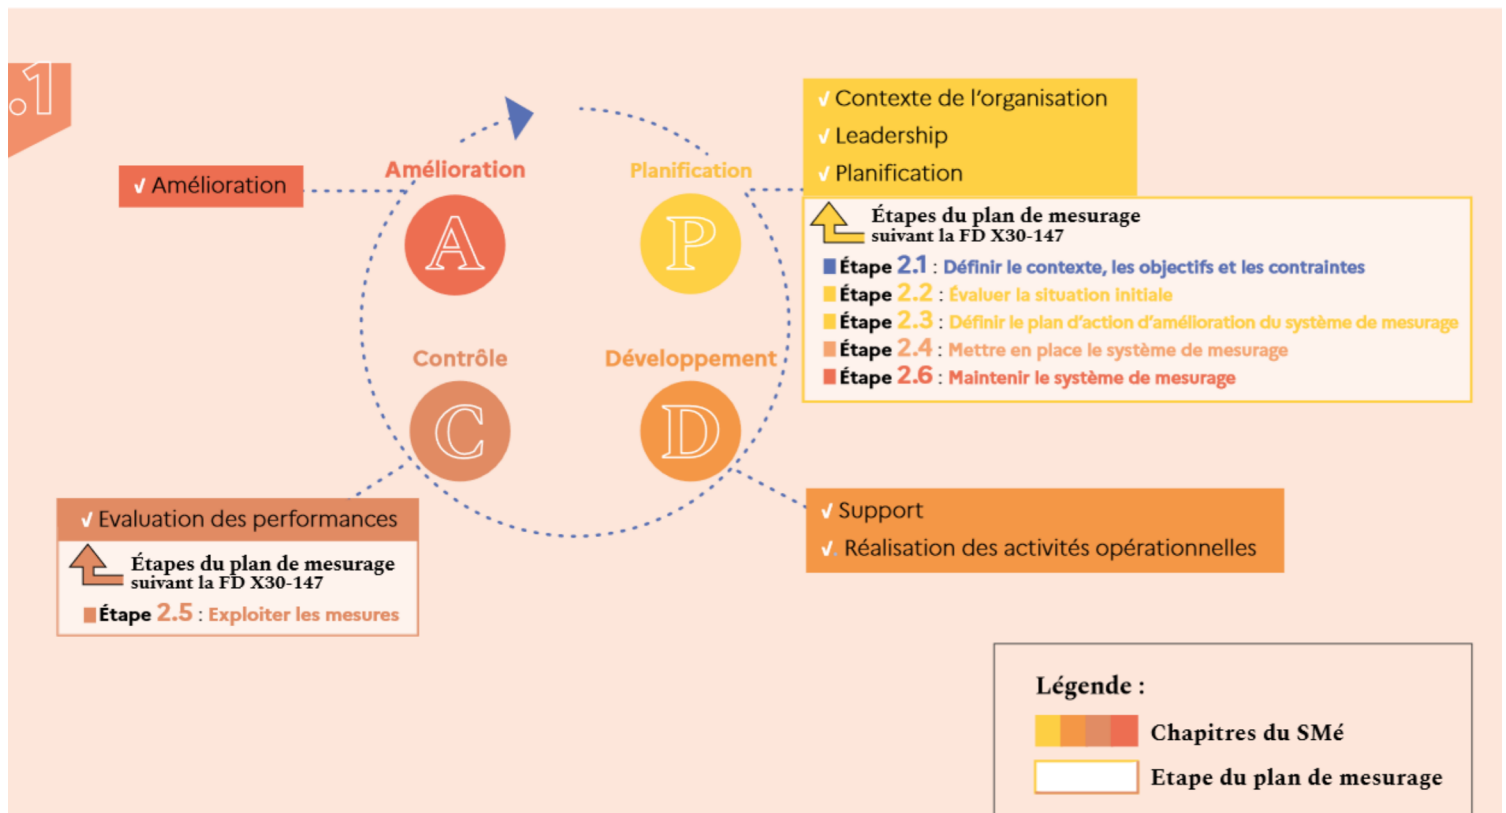 .1
✓ Contexte de l'organisation
✓ Leadership
✓ Planification
Étapes du plan de mesurage
suivant la FD X30-147
Étape 2.1 : Définir le contexte, les objectifs et les contraintes
Étape 2.2 : Évaluer la situation initiale
Étape 2.3 : Définir le plan d'action d'amélioration du système de mesurage
Étape 2.4 : Mettre en place le système de mesurage
Étape 2.6 : Maintenir le système de mesurage
✓ Amélioration
Amélioration
Planification
A
P
Contrôle
Développement
C
D
✓ Evaluation des performances
Étapes du plan de mesurage
suivant la FD X30-147
Étape 2.5 : Exploiter les mesures
✓ Support
✓. Réalisation des activités opérationnelles
Légende :
Chapitres du SMé
Etape du plan de mesurage